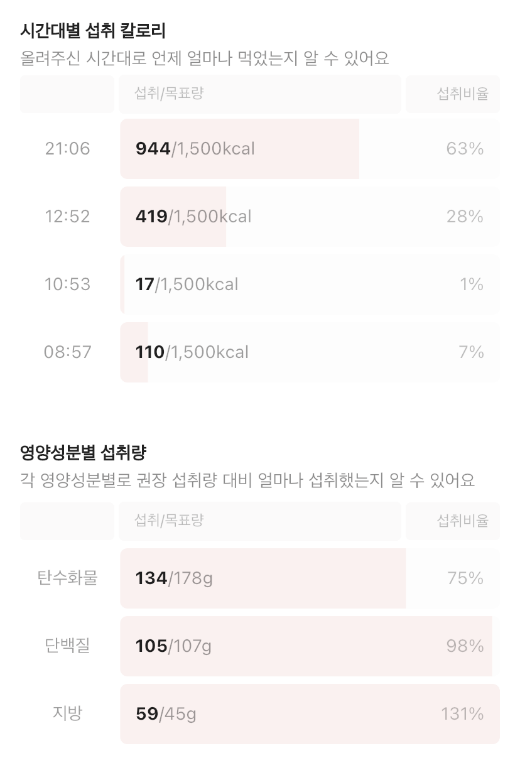 시간대별 섭취 칼로리
올려주신 시간대로 언제 얼마나 먹었는지 알 수 있어요
섭취/목표량 섭취비율
21:06 944/1,500kcal 63%
12:52 419/1,500kcal 28%
10:53 17/1,500kcal 1%
08:57 110/1,500kcal 7%
영양성분별 섭취량
각 영양성분별로 권장 섭취량 대비 얼마나 섭취했는지 알 수 있어요
섭취/목표량 섭취비율
탄수화물 134/178g 75%
단백질 105/107g 98%
지방 59/45g 131%